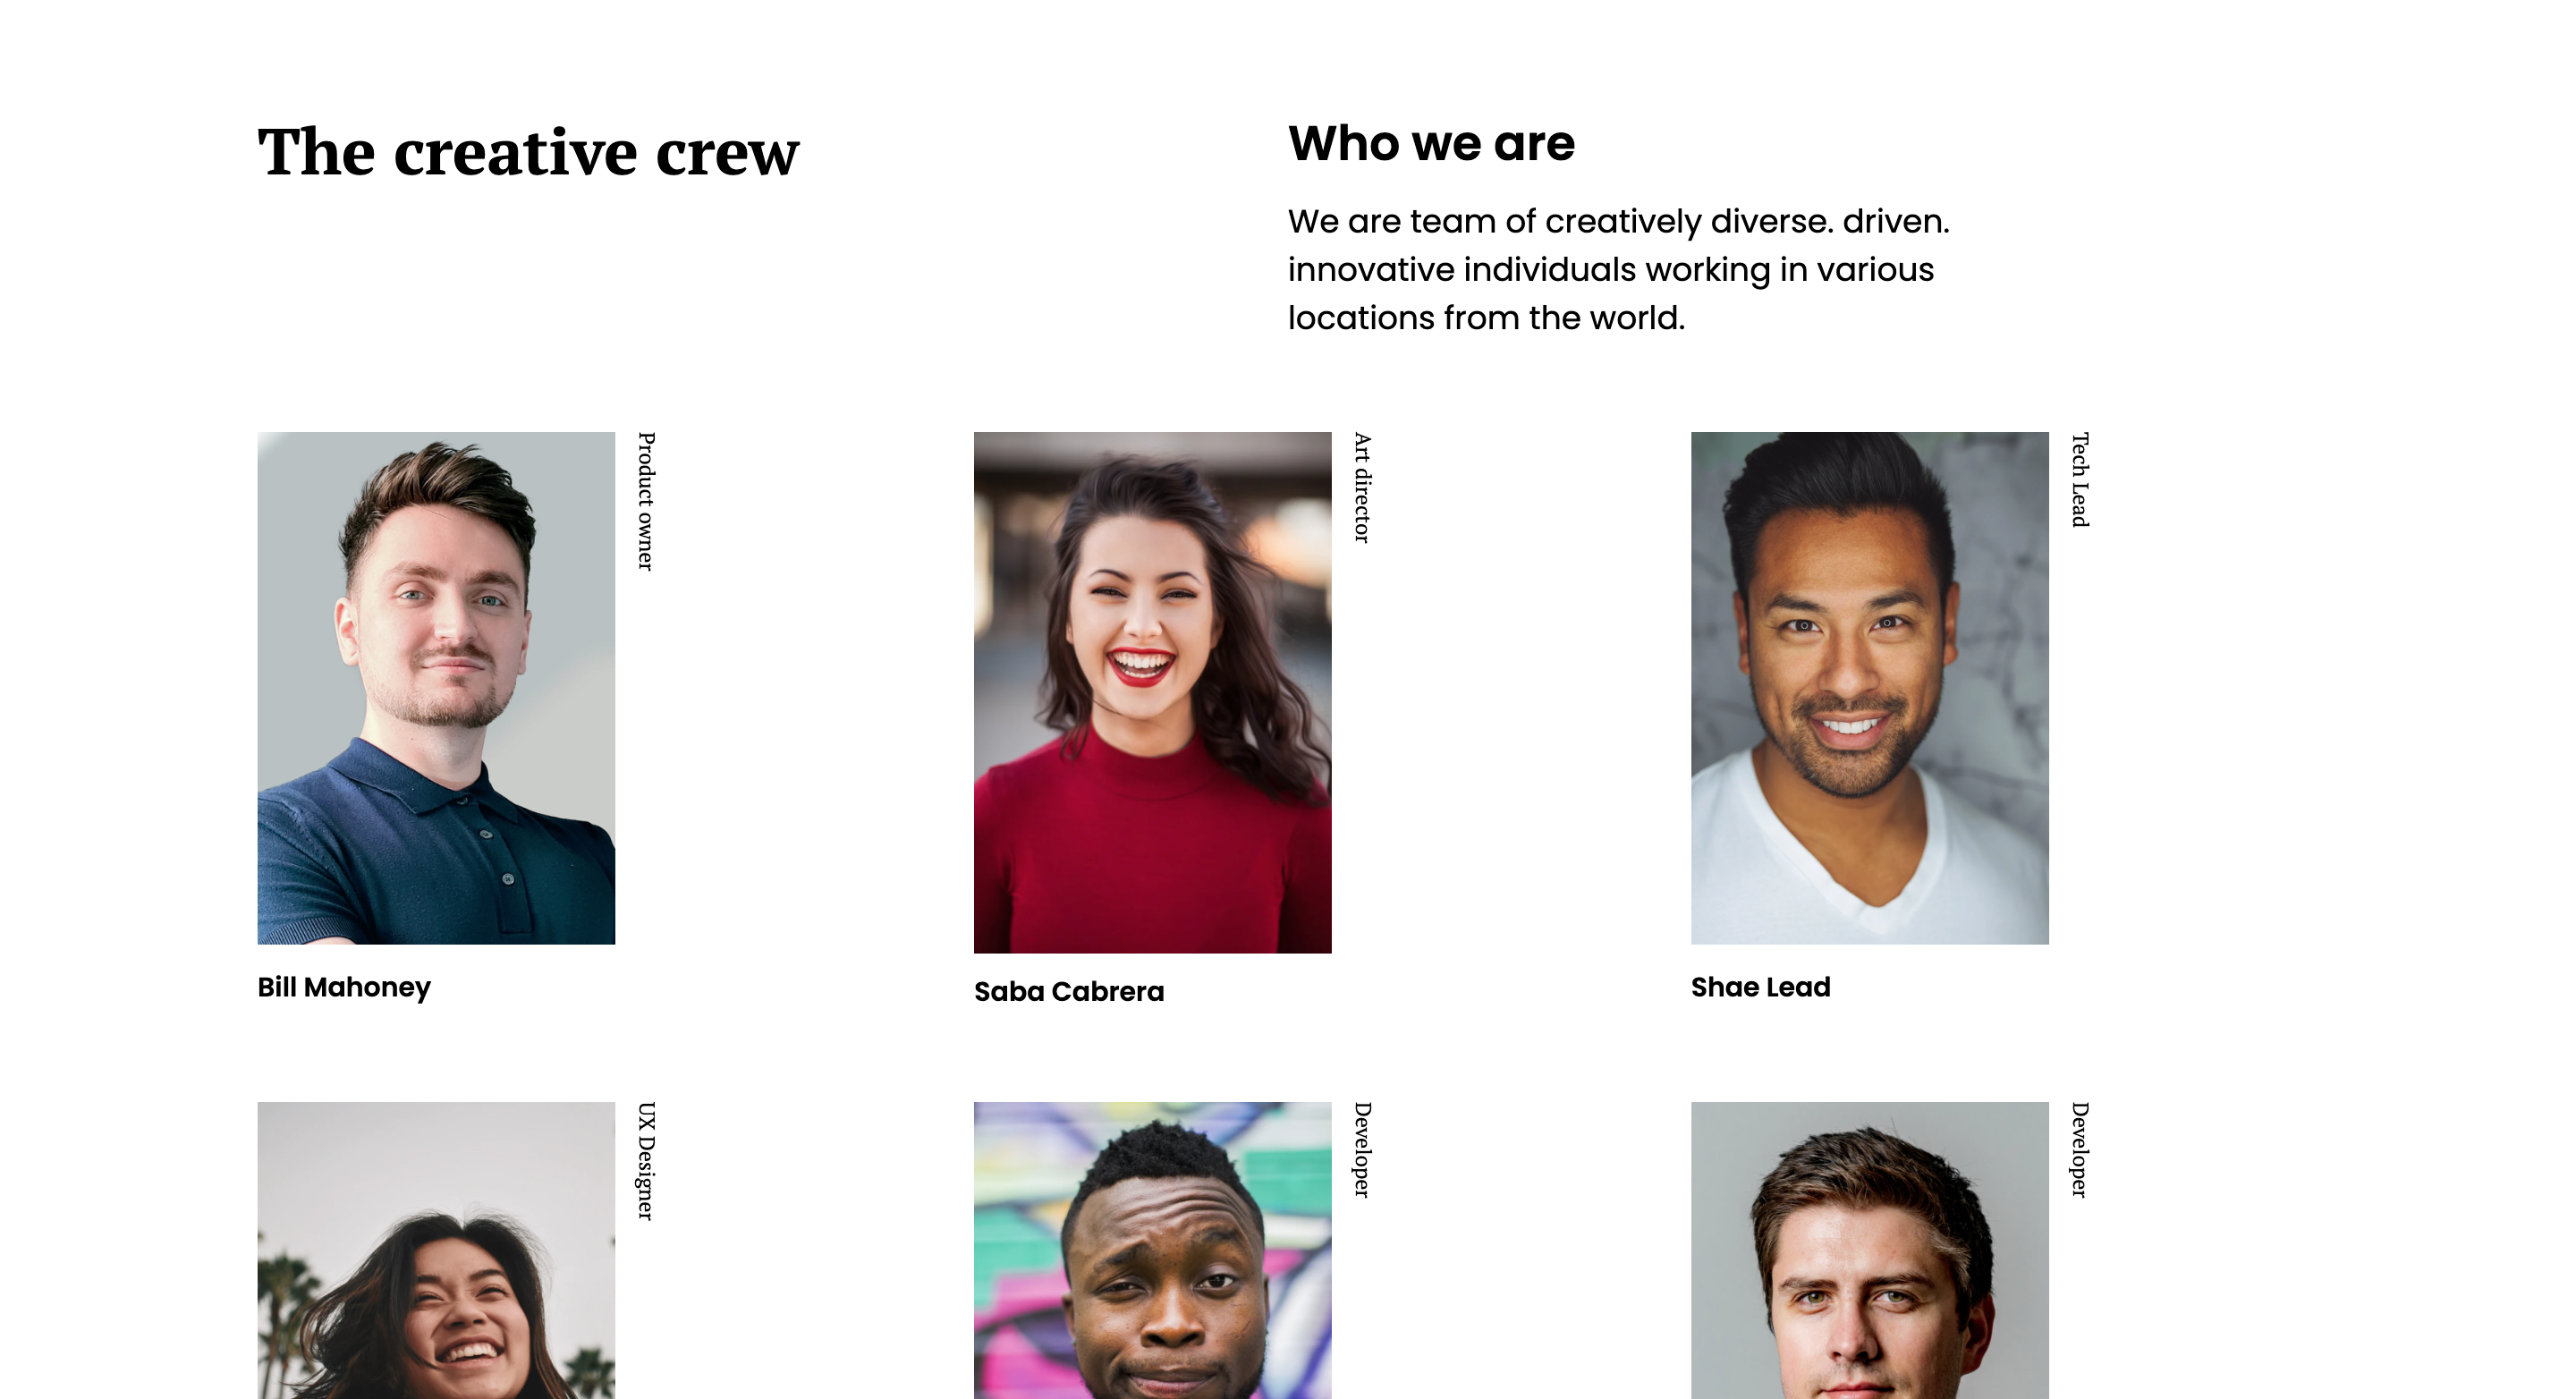 The creative crew
Who we are
We are team of creatively diverse. driven.
innovative individuals working in various
locations from the world.
Product owner
Bill Mahoney
Art director
Saba Cabrera
Tech Lead
Shae Lead
UX Designer
Developer
Developer